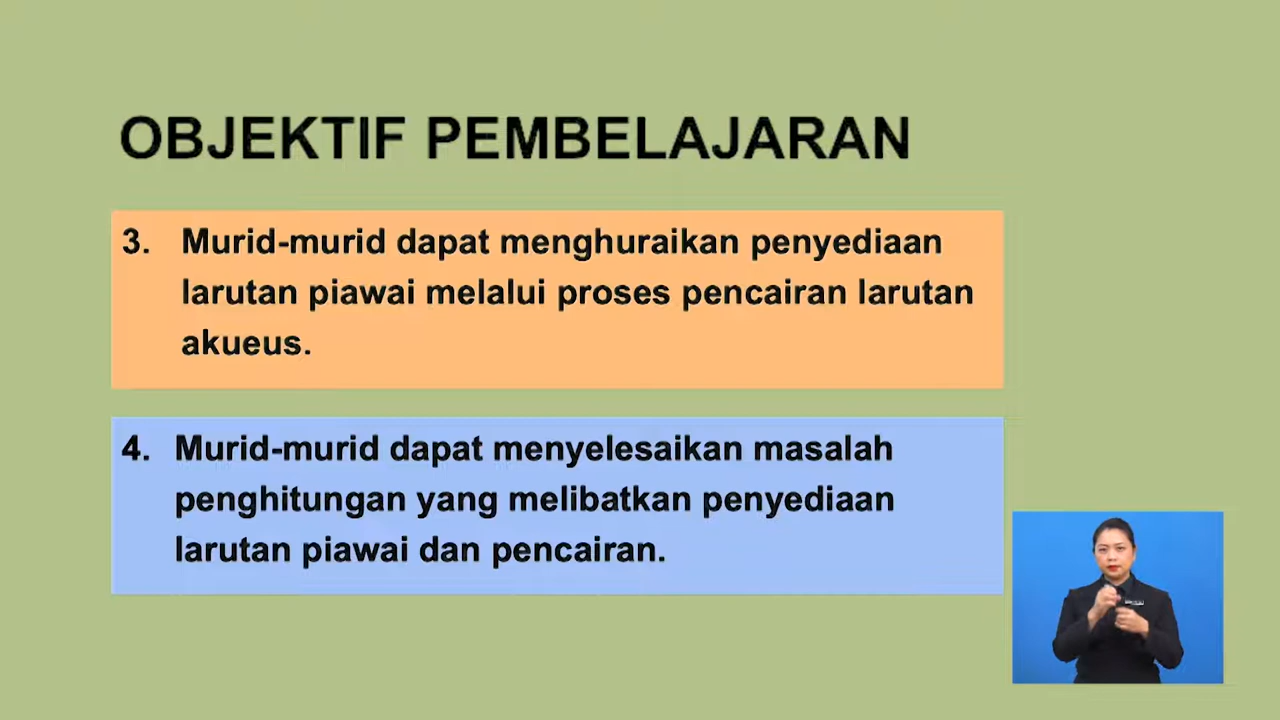 OBJEKTIF PEMBELAJARAN
3. Murid-murid dapat menghuraikan penyediaan
larutan piawai melalui proses pencairan larutan
akueus.
4. Murid-murid dapat menyelesaikan masalah
penghitungan yang melibatkan penyediaan
larutan piawai dan pencairan.